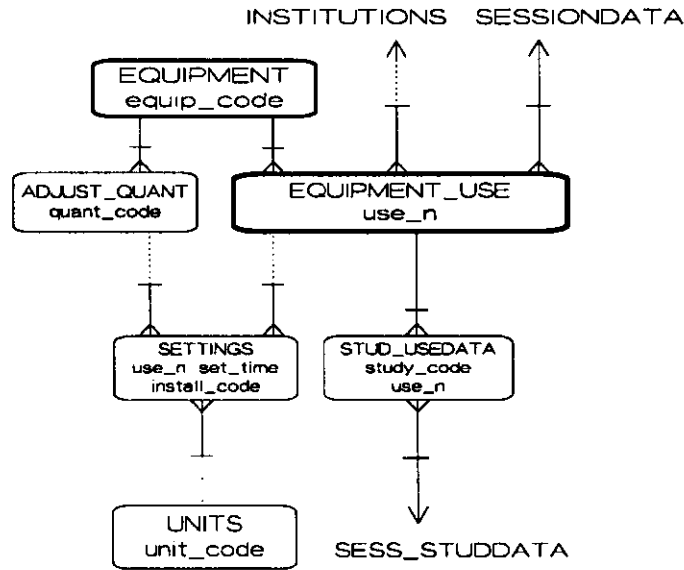 INSTITUTIONS SESSIONDATA
EQUIPMENT
equip_code
ADJUST_QUANT
quant_code
EQUIPMENT_USE
use_n
SETTINGS
use_n set_time
install_code
STUD_USEDATA
study_code
use_n
UNITS
unit_code
SESS_STUDDATA